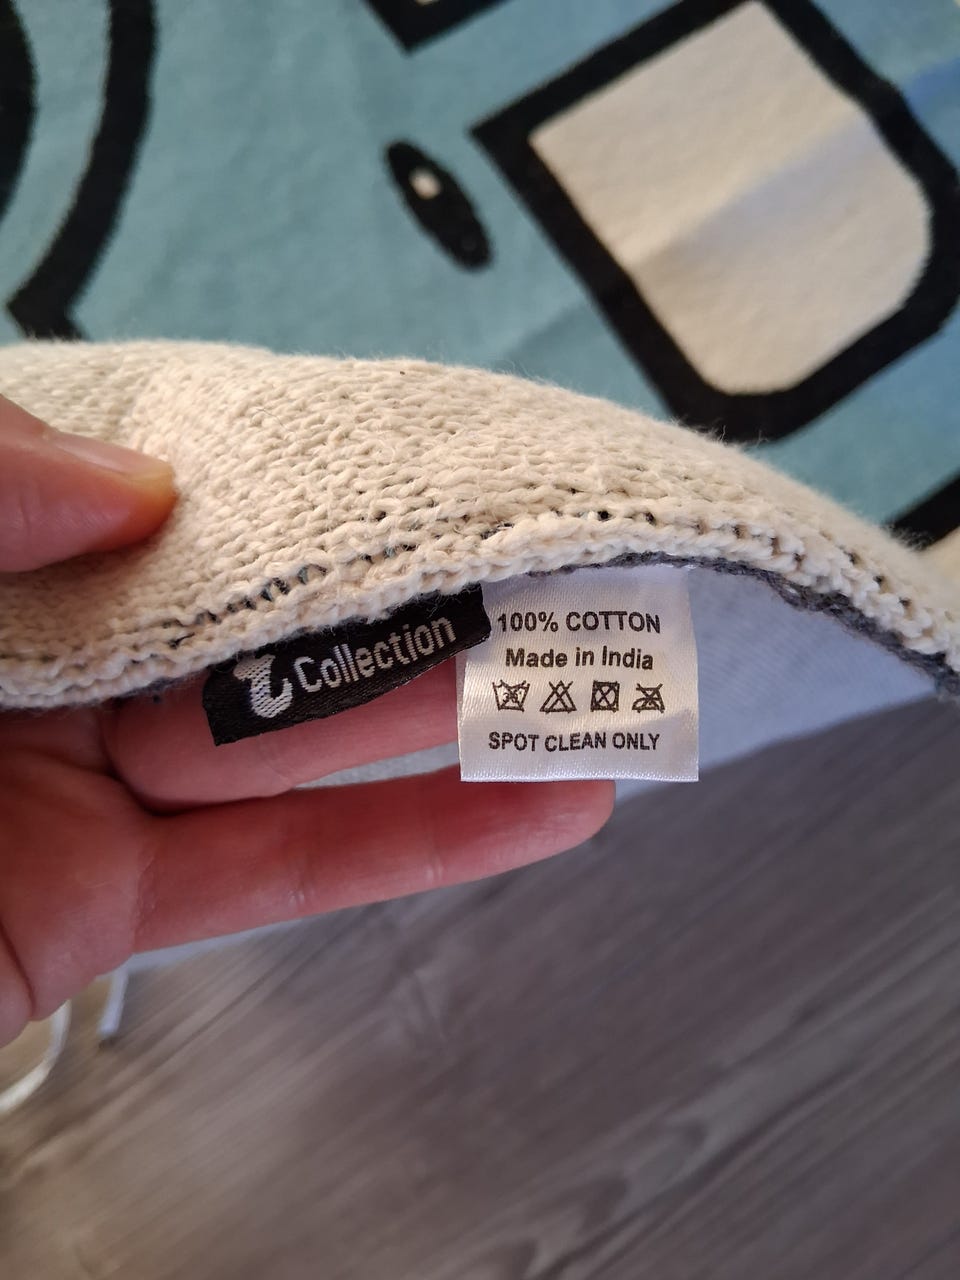 Collection
100% COTTON
Made in India
SPOT CLEAN ONLY